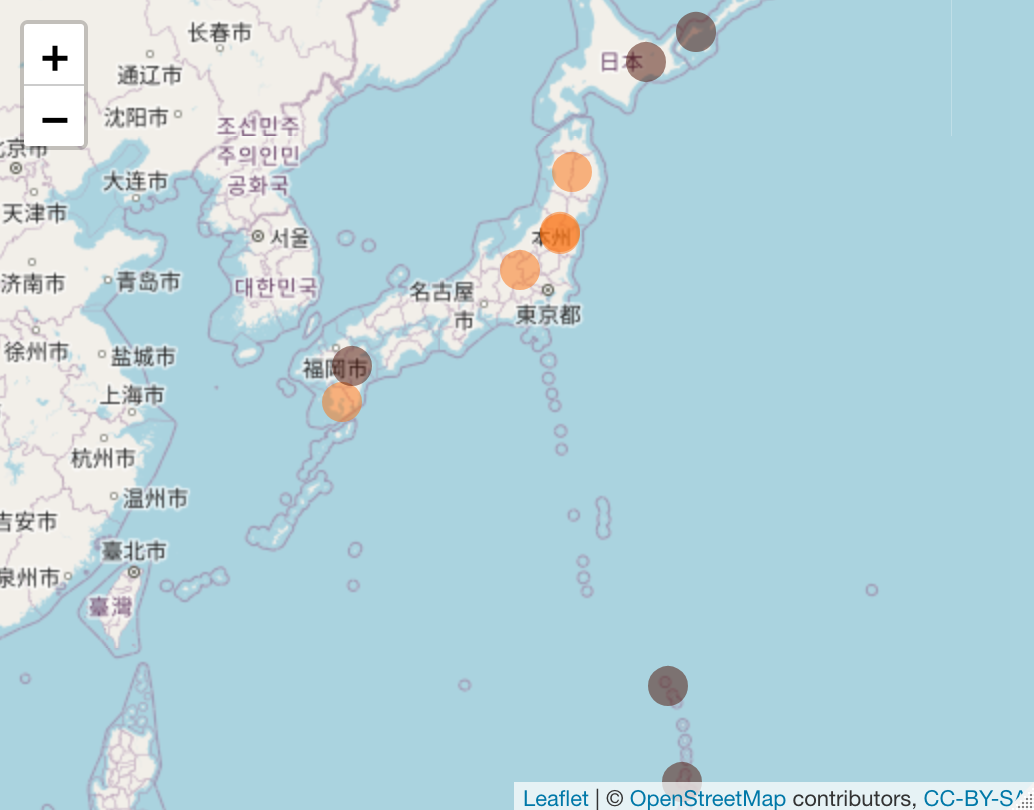 +
−
长春市
日本
通辽市
沈阳市
조선민주
주의인민
공화국
京市
大连市
天津市
서울
本州
济南市
青岛市
대한민국
名古屋
市
東京都
徐州市
盐城市
福岡市
上海市
杭州市
温州市
吉安市
臺北市
泉州市
臺灣
Leaflet | © OpenStreetMap contributors, CC-BY-SA